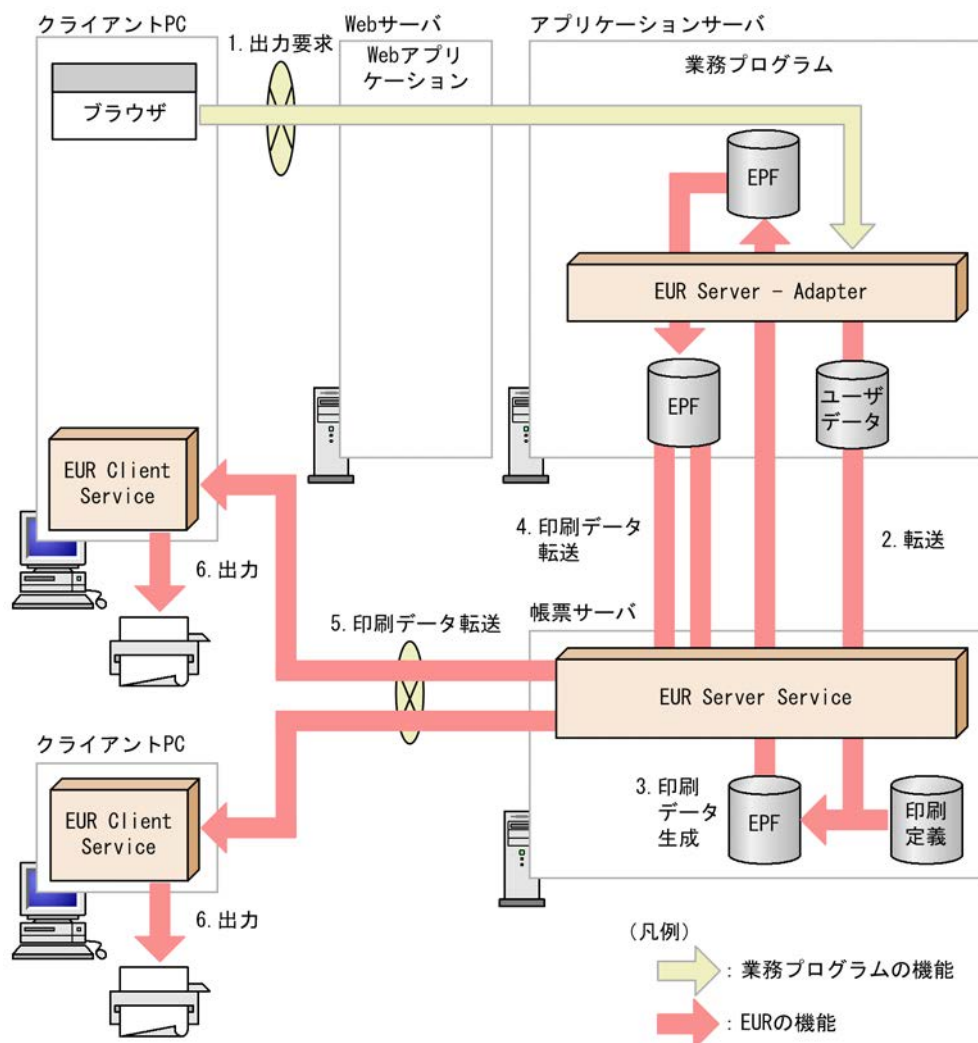 クライアントPC
Webサーバ
アプリケーションサーバ
1. 出力要求
Webアプリ
ケーション
業務プログラム
ブラウザ
EPF
EUR Server − Adapter
EPF
ユーザ
データ
EUR Client
Service
4. 印刷データ
転送
2. 転送
6. 出力
5. 印刷データ転送
帳票サーバ
EUR Server Service
クライアントPC
EUR Client
Service
3. 印刷
データ
生成
EPF
印刷
定義
6. 出力
(凡例)
: 業務プログラムの機能
: EURの機能